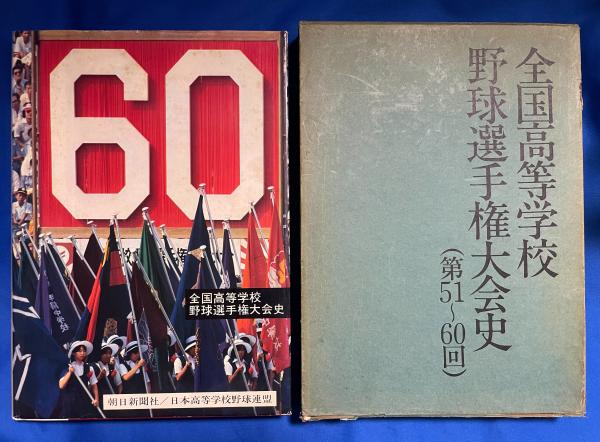 60
全国高等学校
野球選手権大会史
朝日新聞社/日本高等学校野球連盟
全国高等学校
野球選手権大会史
(第51~60回)